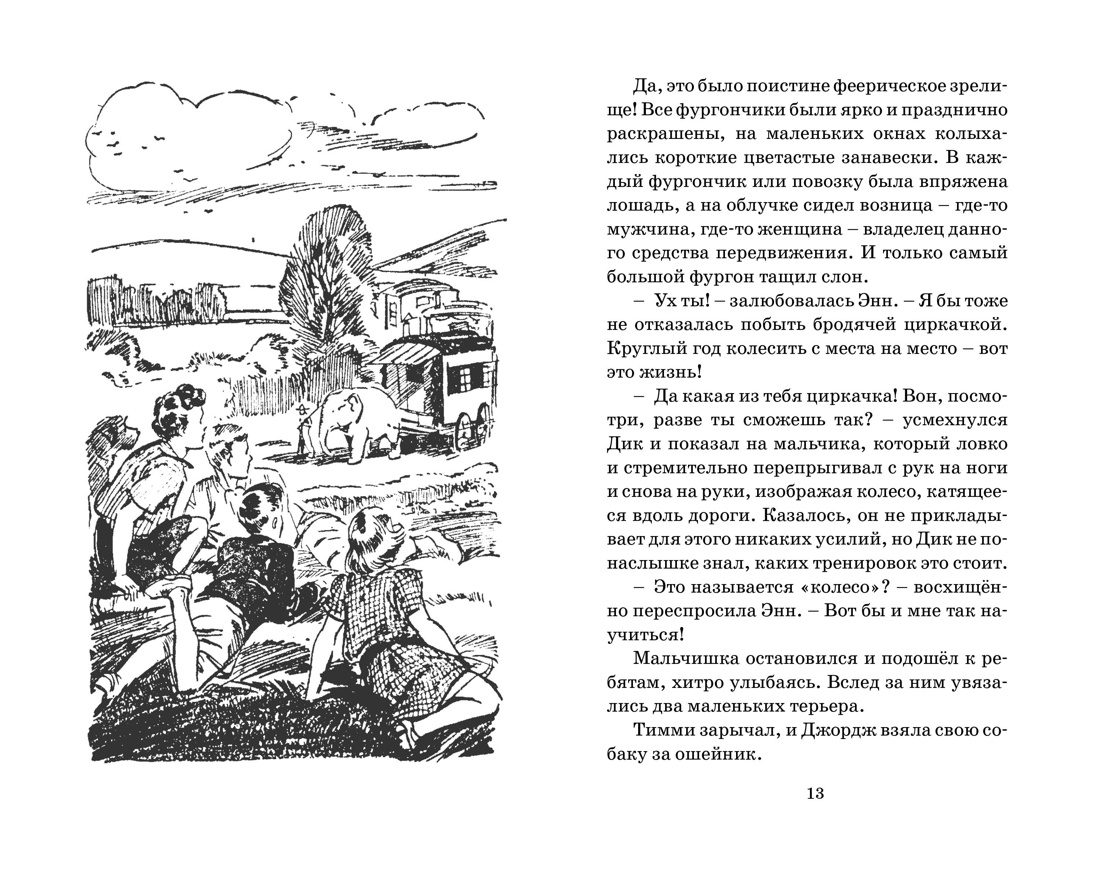 Да, это было поистине феерическое зрели-
ще! Все фургончики были ярко и празднично
раскрашены, на маленьких окнах колыха-
лись короткие цветастые занавески. В каж-
дый фургончик или повозку была впряжена
лошадь, а на облучке сидел возница – где-то
мужчина, где-то женщина – владелец данно-
го средства передвижения. И только самый
большой фургон тащил слон.
– Ух ты! – залюбовалась Энн. – Я бы тоже
не отказалась побыть бродячей циркачкой.
Круглый год колесить с места на место – вот
это жизнь!
– Да какая из тебя циркачка! Вон, посмо-
три, разве ты сможешь так? – усмехнулся
Дик и показал на мальчика, который ловко
и стремительно перепрыгивал с рук на ноги
и снова на руки, изображая колесо, катящее-
ся вдоль дороги. Казалось, он не прикллады-
вает для этого никаких усилий, но Дик не по-
наслышке знал, каких тренировок это стоит.
– Это называется «колесо»? – восхищён-
но переспросила Энн. – Вот бы и мне так на-
учиться!
Мальчишка остановился и подошёл к ре-
бятам, хитро улыбаясь. Вслед за ним увяза-
лись два маленьких терьера.
Тимми зарычал, и Джордж взяла свою со-
баку за ошейник.
13